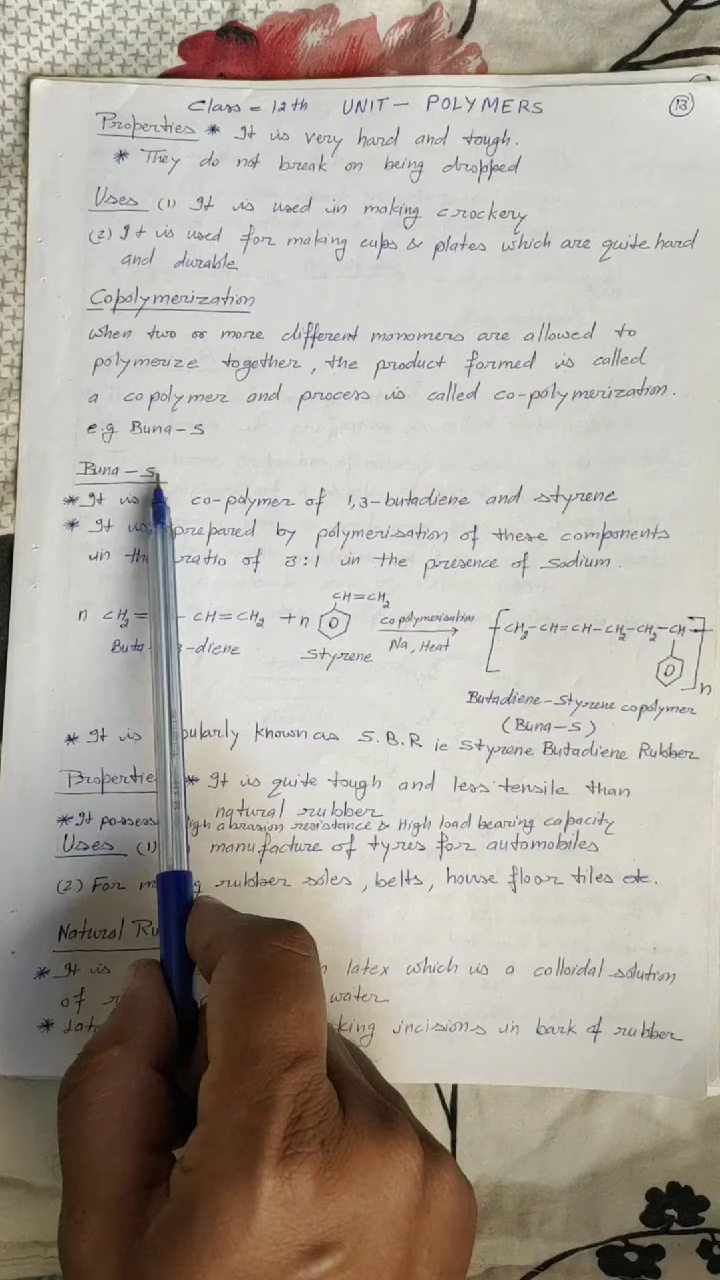 Class = 12th UNIT - POLYMERS
13
Properties * It is very hard and tough.
* They do not break on being dropped
Uses (1) It is used in making crockery
(2) It is used for making cups & plates which are quite hard
and durable
Copolymerization
When two or more different monomers are allowed to
polymerize together, the product formed is called
a copolymer and process is called co-polymerization.
e.g Buna-S
Buna-S
* It is co-polymer of 1,3-butadiene and styrene
* It is prepared by polymerisation of these components
in the ratio of 3:1 in the presence of Sodium.
n CH2= -CH=CH2 + n CH=CH2 copolymerisation Na, Heat [-CH2-CH=CH-CH2-CH2-CH-]n
Buta -diene Styrene
Butadiene-Styrene copolymer
(Buna-S)
* It is known as S.B.R ie Styrene Butadiene Rubber
Properties * It is quite tough and less tensile than
natural rubber
* It possess High abrasion resistance & High load bearing capacity
Uses (1) manufacture of tyres for automobiles
(2) For rubber soles, belts, house floor tiles etc.
Natural
* It is latex which is a colloidal solution
of water
* incisions in bark of rubber